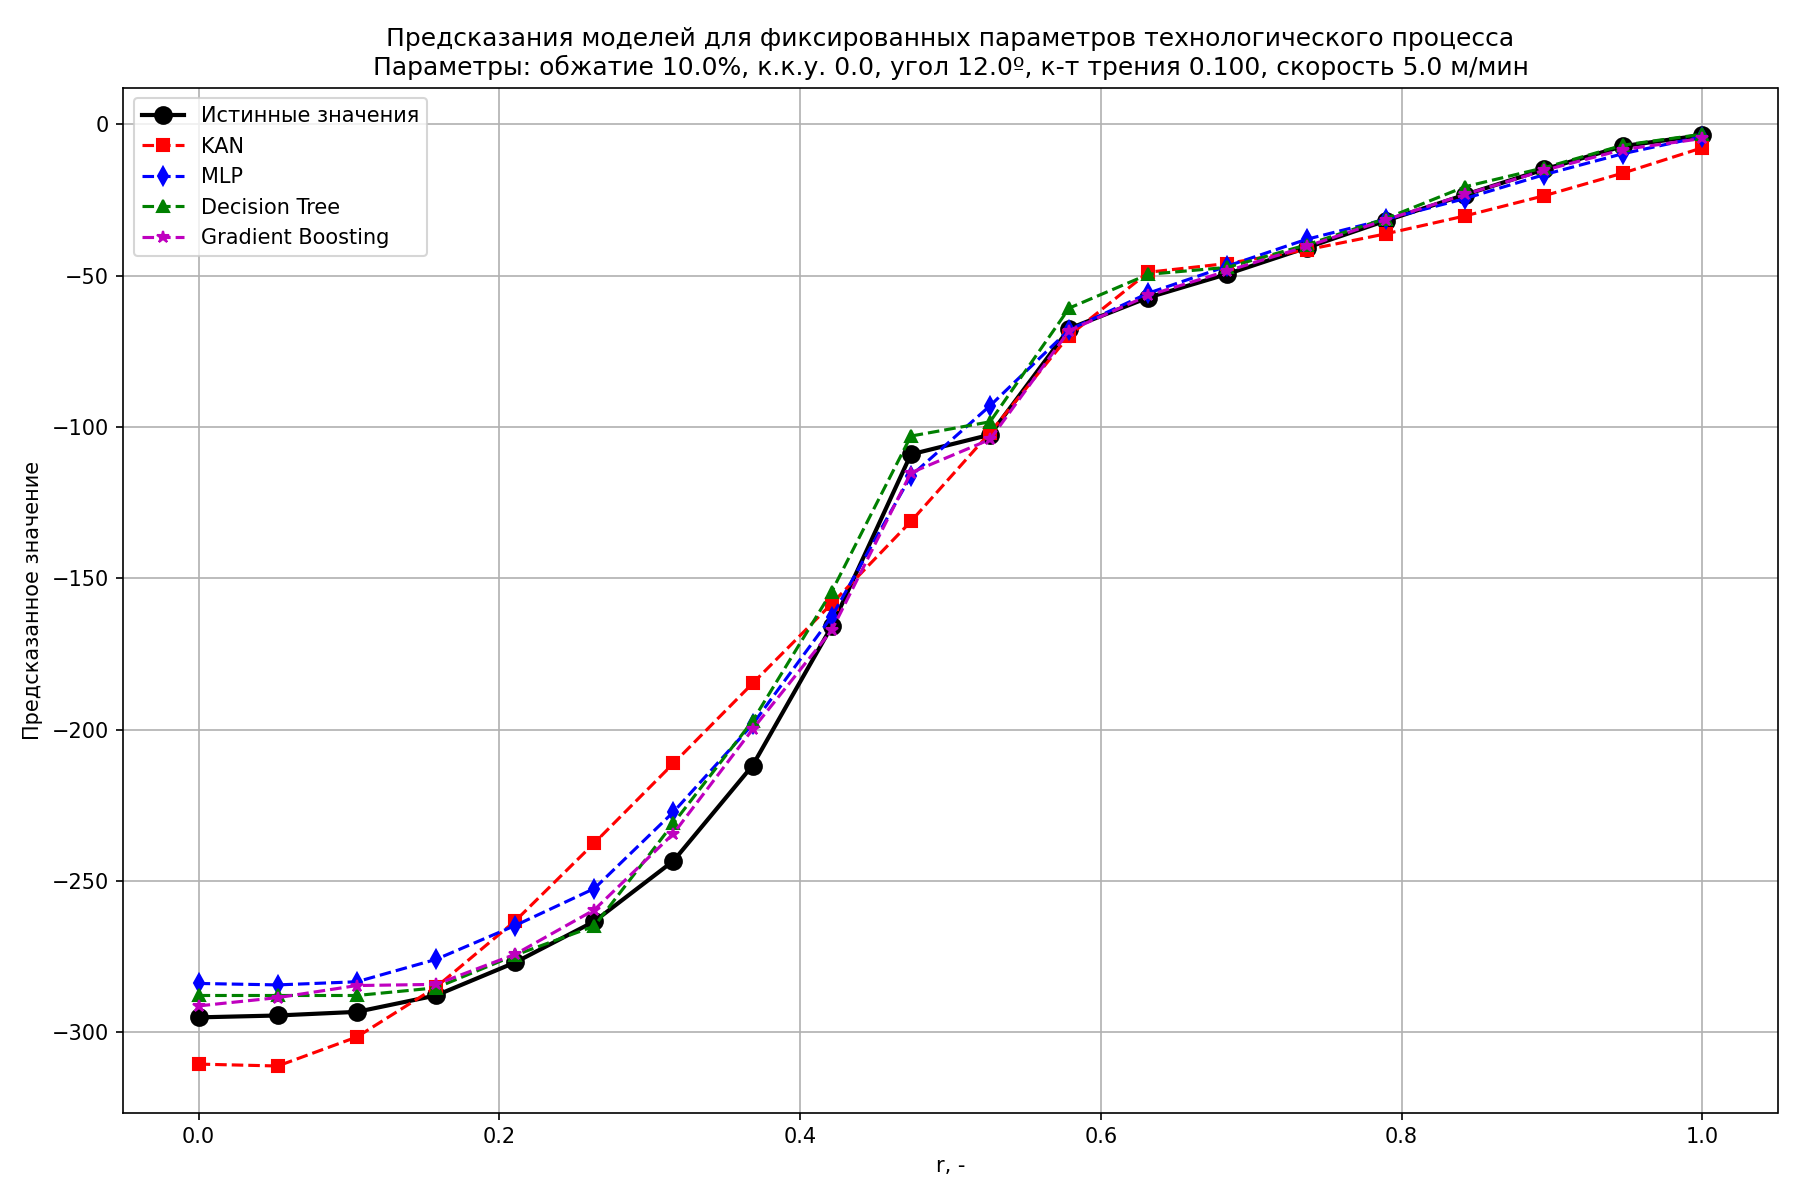 Предсказания моделей для фиксированных параметров технологического процесса
Параметры: обжатие 10.0%, к.к.у. 0.0, угол 12.0º, к-т трения 0.100, скорость 5.0 м/мин
Истинные значения
KAN
MLP
Decision Tree
Gradient Boosting
Предсказанное значение
0
−50
−100
−150
−200
−250
−300
0.0
0.2
0.4
0.6
0.8
1.0
r, -